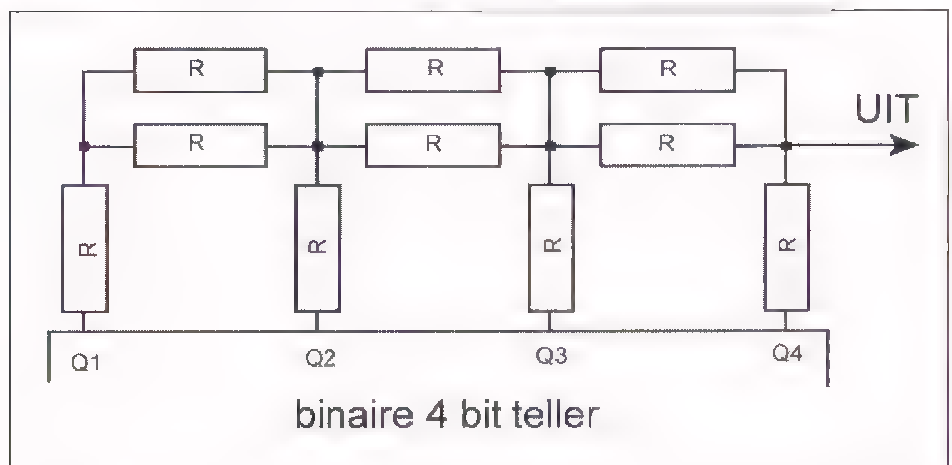 R R R
UIT
R R R
R R R R
Q1 Q2 Q3 Q4
binaire 4 bit teller